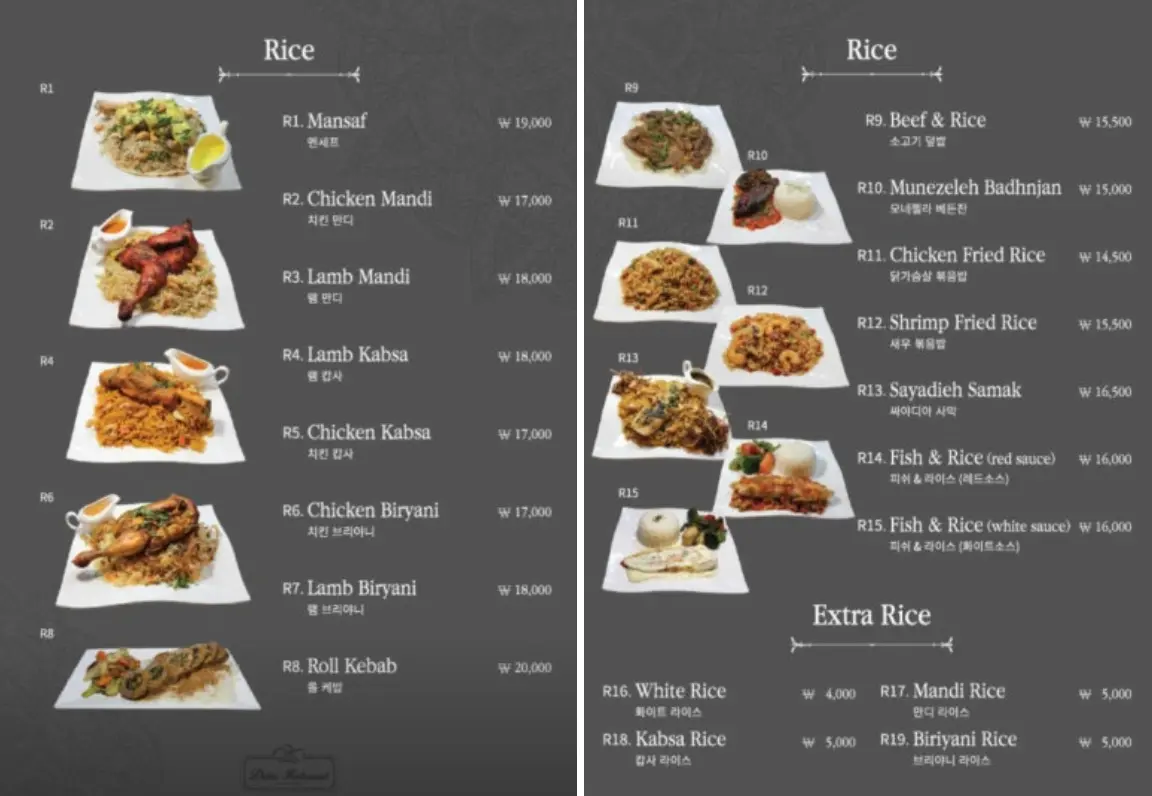 Rice
R1
R1. Mansaf ₩ 19,000
멘세프
R2
R2. Chicken Mandi ₩ 17,000
치킨 만디
R3. Lamb Mandi ₩ 18,000
램 만디
R4
R4. Lamb Kabsa ₩ 18,000
램 캅사
R5. Chicken Kabsa ₩ 17,000
치킨 캅사
R6
R6. Chicken Biryani ₩ 17,000
치킨 브리야니
R7. Lamb Biryani ₩ 18,000
램 브리야니
R8
R8. Roll Kebab ₩ 20,000
롤 케밥
Rice
R9
R9. Beef & Rice ₩ 15,500
소고기 덮밥
R10
R10. Munezeleh Badhnjan ₩ 15,000
모네젤라 베든잔
R11
R11. Chicken Fried Rice ₩ 14,500
닭가슴살 볶음밥
R12
R12. Shrimp Fried Rice ₩ 15,500
새우 볶음밥
R13
R13. Sayadieh Samak ₩ 16,500
싸야디아 사막
R14
R14. Fish & Rice (red sauce) ₩ 16,000
피쉬 & 라이스 (레드소스)
R15
R15. Fish & Rice (white sauce) ₩ 16,000
피쉬 & 라이스 (화이트소스)
Extra Rice
R16. White Rice ₩ 4,000
화이트 라이스
R17. Mandi Rice ₩ 5,000
만디 라이스
R18. Kabsa Rice ₩ 5,000
캅사 라이스
R19. Biriyani Rice ₩ 5,000
브리야니 라이스